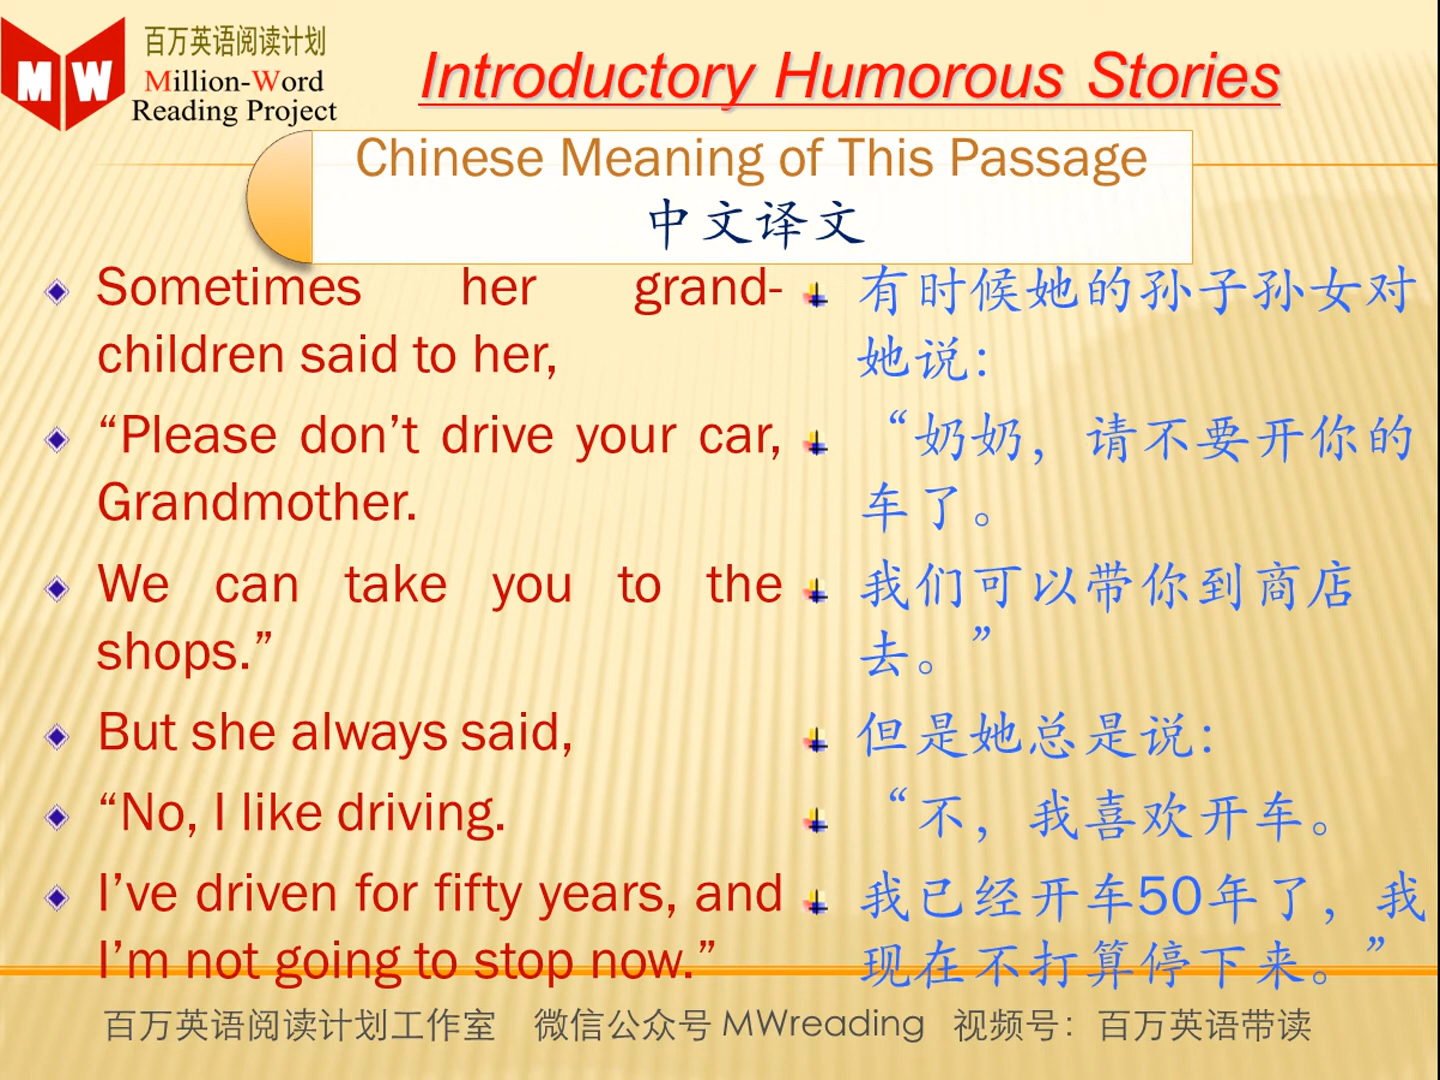 百万英语阅读计划
Million-Word
Reading Project
MW
Introductory Humorous Stories
Chinese Meaning of This Passage
中文译文
Sometimes her grand-
children said to her,
“Please don’t drive your car,
Grandmother.
We can take you to the
shops.”
But she always said,
“No, I like driving.
I’ve driven for fifty years, and
I’m not going to stop now.”
有时候她的孙子孙女对
她说：
“奶奶，请不要开你的
车了。
我们可以带你到商店
去。”
但是她总是说：
“不，我喜欢开车。
我已经开车50年了，我
现在不打算停下来。”
百万英语阅读计划工作室 微信公众号 MWreading 视频号：百万英语带读